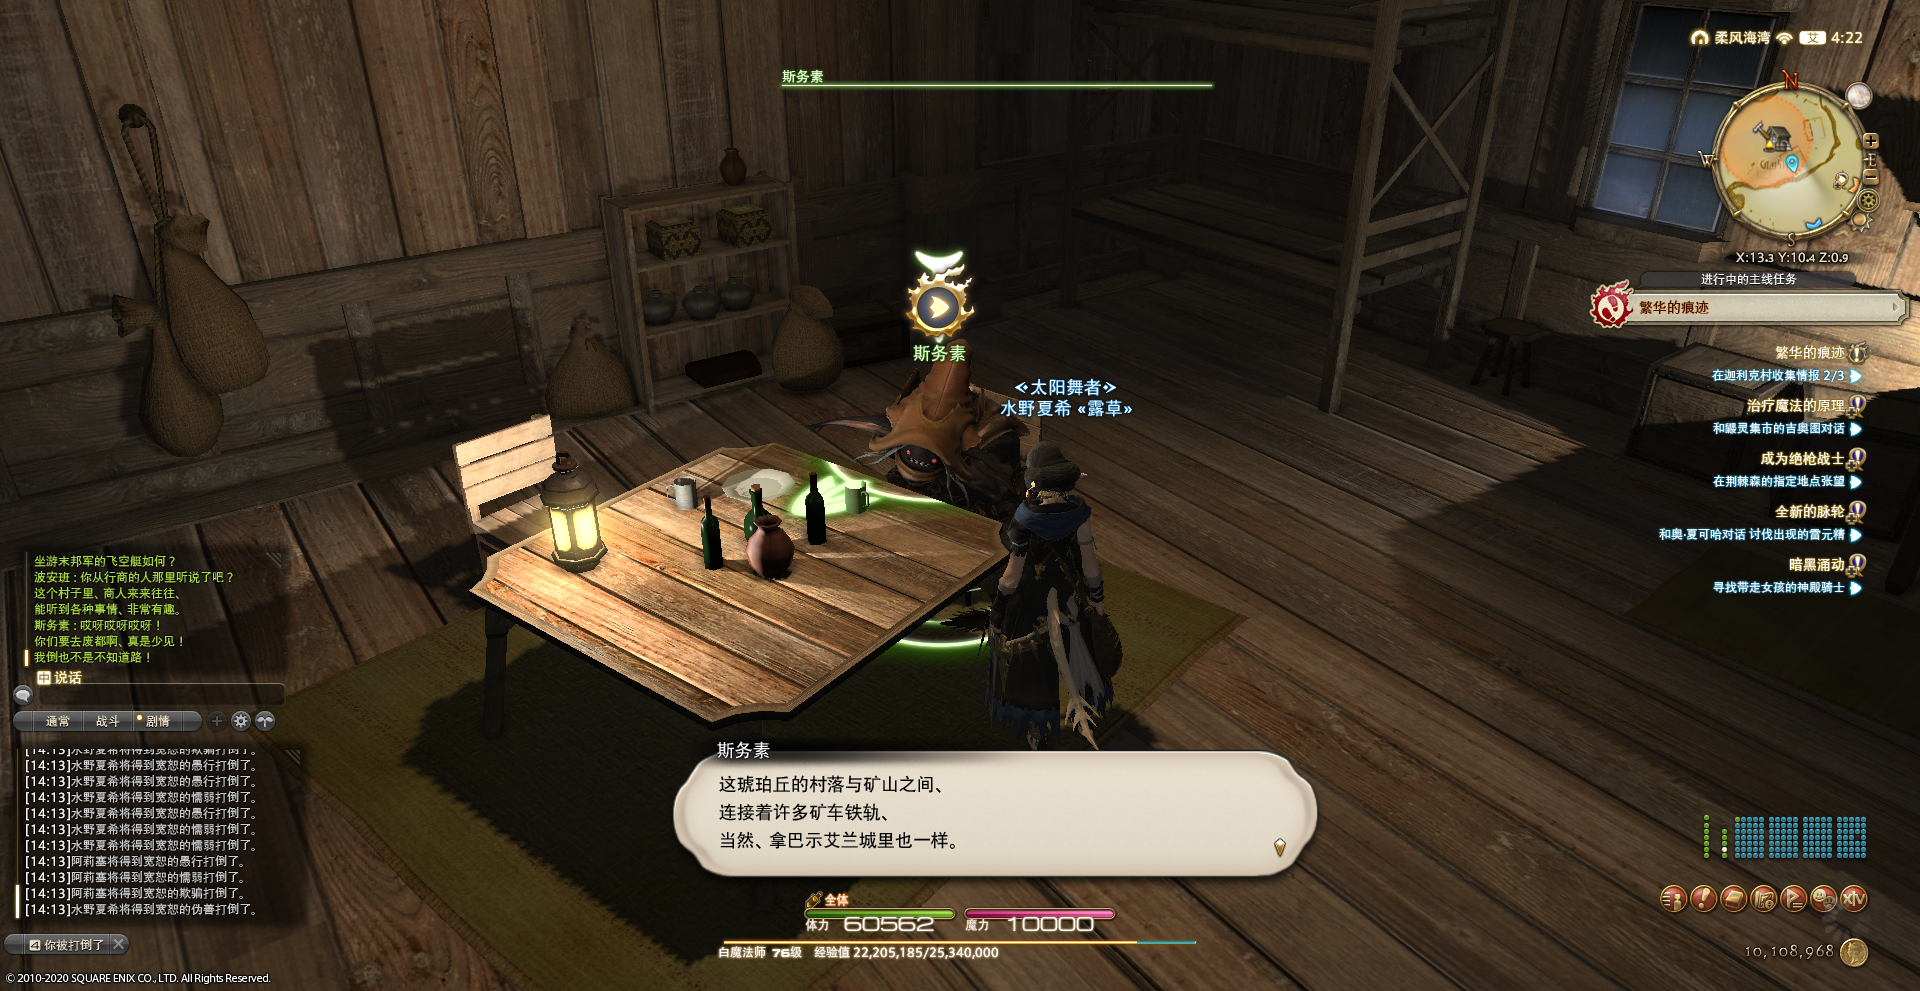 柔风海湾 艾 4:22
斯务素
N
W
E
S
X:13.3 Y:10.4 Z:0.9
进行中的主线任务
繁华的痕迹
繁华的痕迹
在迦利克村收集情报 2/3
治疗魔法的原理
和鼹灵集市的吉奥图对话
成为绝枪战士
在荆棘森的指定地点张望
全新的脉轮
和奥·夏可哈对话 讨伐出现的雷元精
暗黑涌动
寻找带走女孩的神殿骑士
斯务素
太阳舞者
水野夏希 «露草»
坐游末邦军的飞空艇如何？
波安班：你从行商的人那里听说了吧？
这个村子里、商人来来往往、
能听到各种事情、非常有趣。
斯务素：哎呀哎呀哎呀！
你们要去废都啊、真是少见！
我倒也不是不知道路！
说话
通常 战斗 剧情
[14:13]水野夏希将得到宽恕的欺骗打倒了。
[14:13]水野夏希将得到宽恕的愚行打倒了。
[14:13]水野夏希将得到宽恕的愚行打倒了。
[14:13]水野夏希将得到宽恕的懦弱打倒了。
[14:13]水野夏希将得到宽恕的愚行打倒了。
[14:13]水野夏希将得到宽恕的懦弱打倒了。
[14:13]水野夏希将得到宽恕的懦弱打倒了。
[14:13]阿莉塞将得到宽恕的愚行打倒了。
[14:13]阿莉塞将得到宽恕的懦弱打倒了。
[14:13]阿莉塞将得到宽恕的欺骗打倒了。
[14:13]水野夏希将得到宽恕的伪善打倒了。
4 你被打倒了
斯务素
这琥珀丘的村落与矿山之间、
连接着许多矿车铁轨、
当然、拿巴示艾兰城里也一样。
全体
体力 60562 魔力 10000
白魔法师 76级 经验值 22,205,185/25,340,000
XIV
10,108,968
© 2010-2020 SQUARE ENIX CO., LTD. All Rights Reserved.